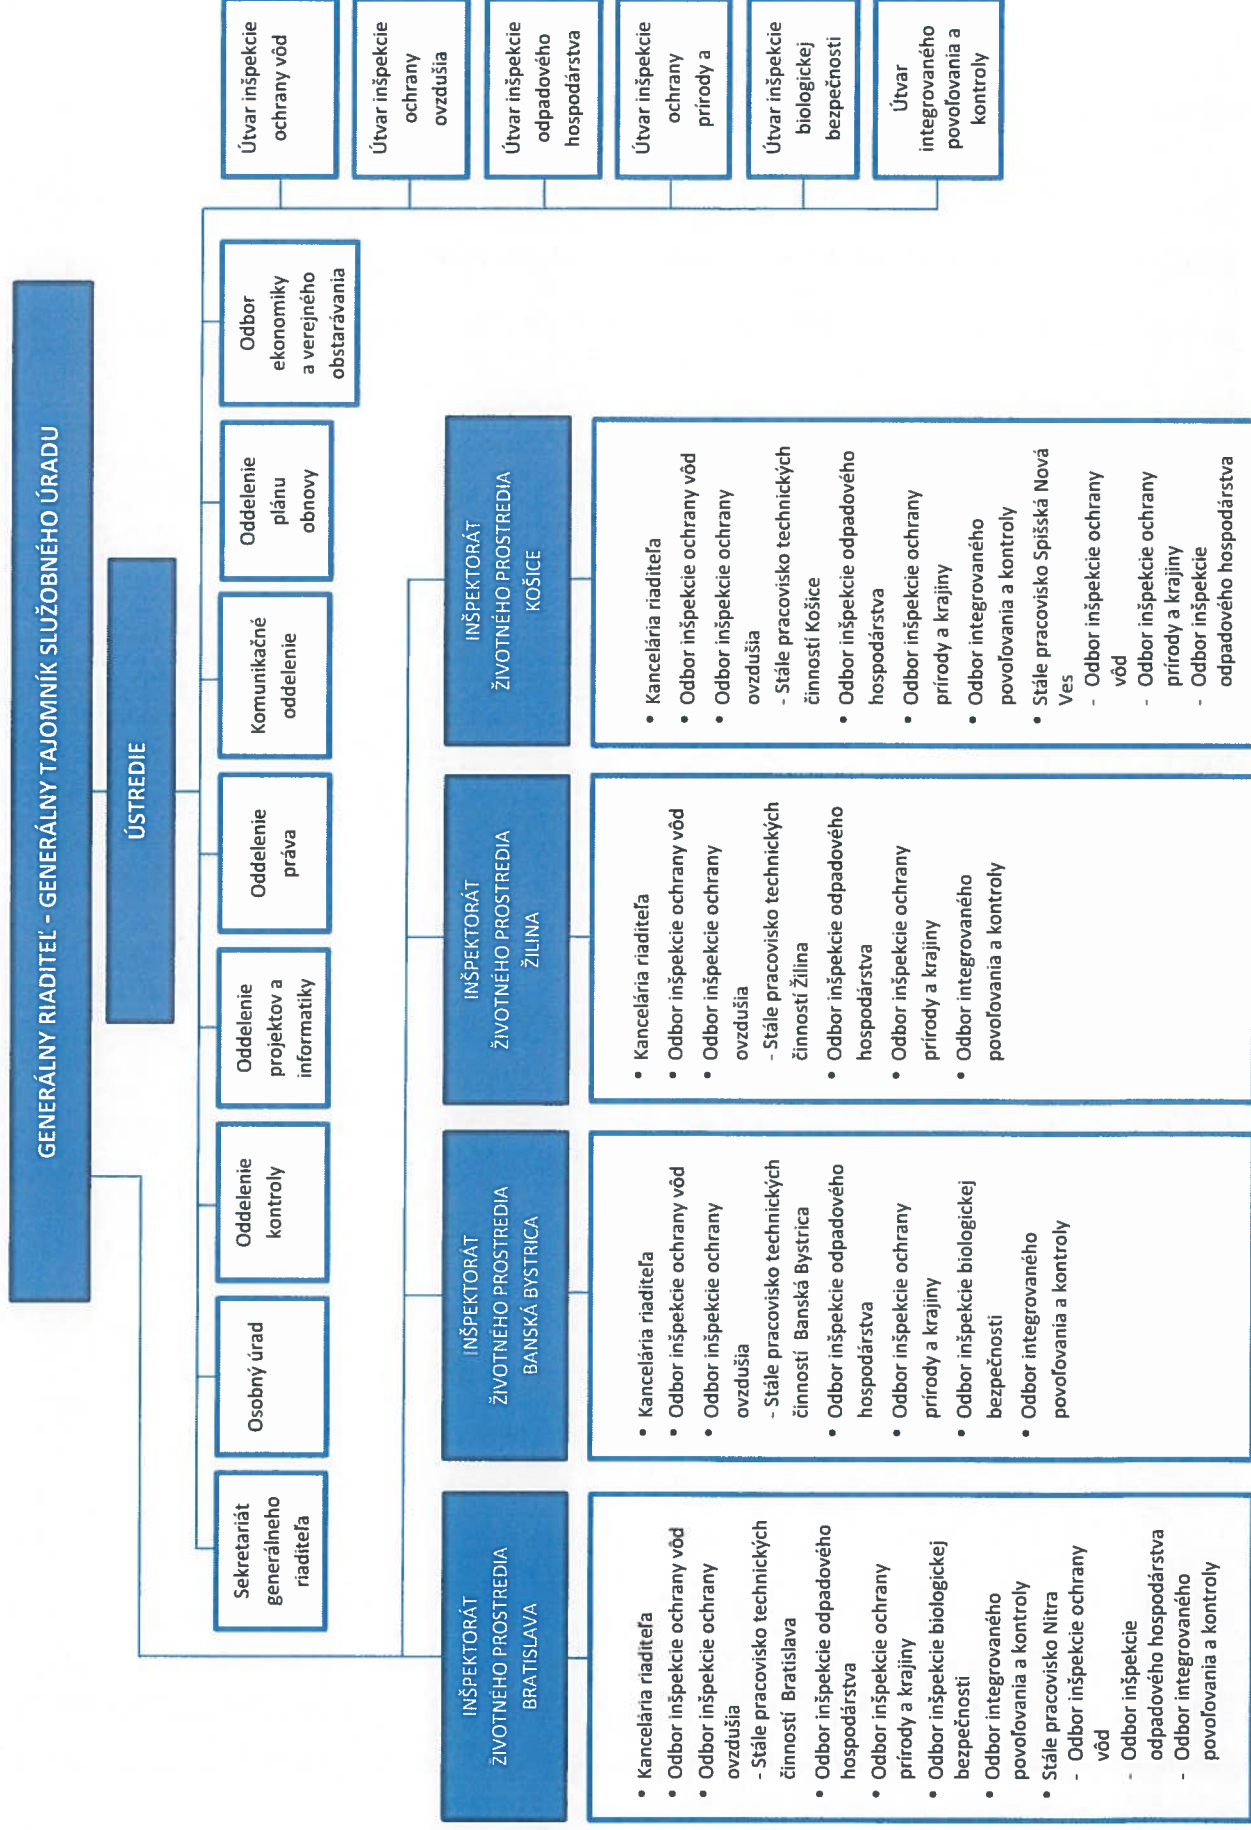 GENERÁLNY RIADITEĽ - GENERÁLNY TAJOMNÍK SLUŽOBNÉHO ÚRADU
ÚSTREDIE
Sekretariát
generálneho
riaditeľa
Osobný úrad
Oddelenie
kontroly
Oddelenie
projektov a
informatiky
Oddelenie
práva
Komunikačné
oddelenie
Oddelenie
plánu
obnovy
Odbor
ekonomiky
a verejného
obstarávania
Útvar inšpekcie
ochrany vôd
Útvar inšpekcie
ochrany
ovzdušia
Útvar inšpekcie
odpadového
hospodárstva
Útvar inšpekcie
ochrany
prírody a
Útvar inšpekcie
biologickej
bezpečnosti
Útvar
integrovaného
povoľovania a
kontroly
INŠPEKTORÁT
ŽIVOTNÉHO PROSTREDIA
BRATISLAVA
• Kancelária riaditeľa
• Odbor inšpekcie ochrany vôd
• Odbor inšpekcie ochrany
ovzdušia
- Stále pracovisko technických
činností Bratislava
• Odbor inšpekcie odpadového
hospodárstva
• Odbor inšpekcie ochrany
prírody a krajiny
• Odbor inšpekcie biologickej
bezpečnosti
• Odbor integrovaného
povoľovania a kontroly
• Stále pracovisko Nitra
- Odbor inšpekcie ochrany
vôd
- Odbor inšpekcie
odpadového hospodárstva
- Odbor integrovaného
povoľovania a kontroly
INŠPEKTORÁT
ŽIVOTNÉHO PROSTREDIA
BANSKÁ BYSTRICA
• Kancelária riaditeľa
• Odbor inšpekcie ochrany vôd
• Odbor inšpekcie ochrany
ovzdušia
- Stále pracovisko technických
činností Banská Bystrica
• Odbor inšpekcie odpadového
hospodárstva
• Odbor inšpekcie ochrany
prírody a krajiny
• Odbor inšpekcie biologickej
bezpečnosti
• Odbor integrovaného
povoľovania a kontroly
INŠPEKTORÁT
ŽIVOTNÉHO PROSTREDIA
ŽILINA
• Kancelária riaditeľa
• Odbor inšpekcie ochrany vôd
• Odbor inšpekcie ochrany
ovzdušia
- Stále pracovisko technických
činností Žilina
• Odbor inšpekcie odpadového
hospodárstva
• Odbor inšpekcie ochrany
prírody a krajiny
• Odbor integrovaného
povoľovania a kontroly
INŠPEKTORÁT
ŽIVOTNÉHO PROSTREDIA
KOŠICE
• Kancelária riaditeľa
• Odbor inšpekcie ochrany vôd
• Odbor inšpekcie ochrany
ovzdušia
- Stále pracovisko technických
činností Košice
• Odbor inšpekcie odpadového
hospodárstva
• Odbor inšpekcie ochrany
prírody a krajiny
• Odbor integrovaného
povoľovania a kontroly
• Stále pracovisko Spišská Nová
Ves
- Odbor inšpekcie ochrany
vôd
- Odbor inšpekcie ochrany
prírody a krajiny
- Odbor inšpekcie
odpadového hospodárstva